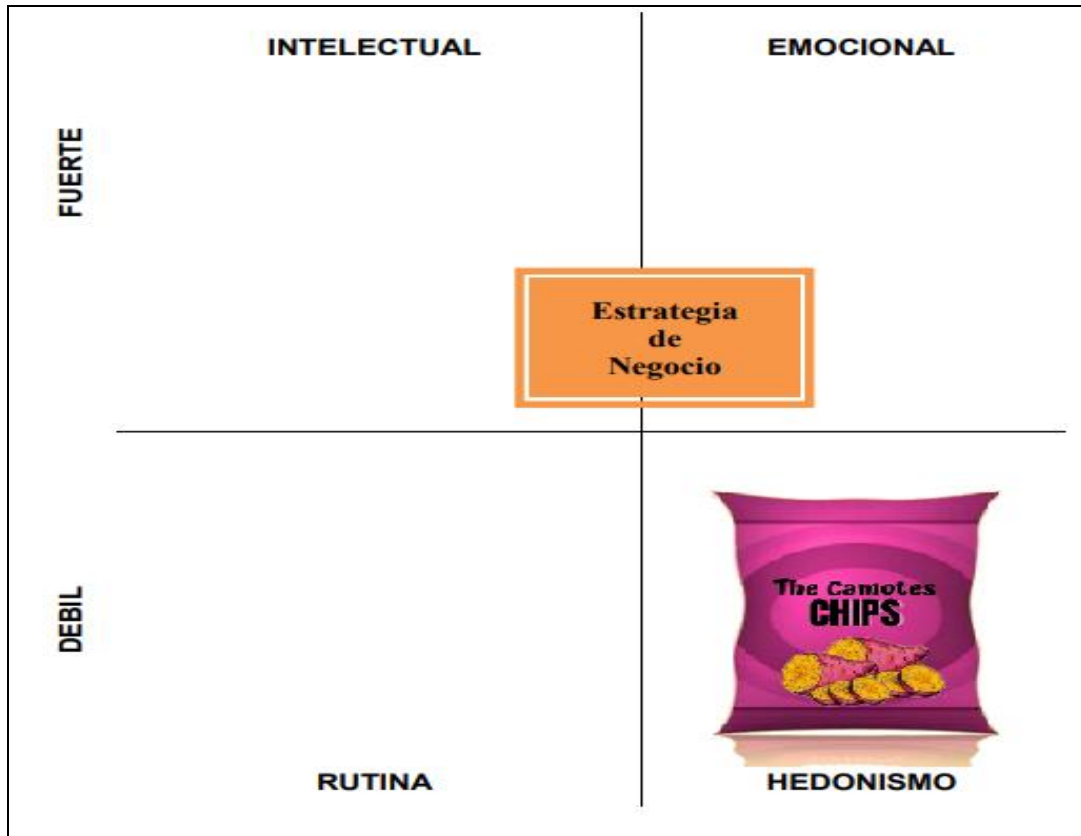 INTELECTUAL
EMOCIONAL
FUERTE
Estrategia
de
Negocio
DEBIL
The Camotes
CHIPS
RUTINA
HEDONISMO